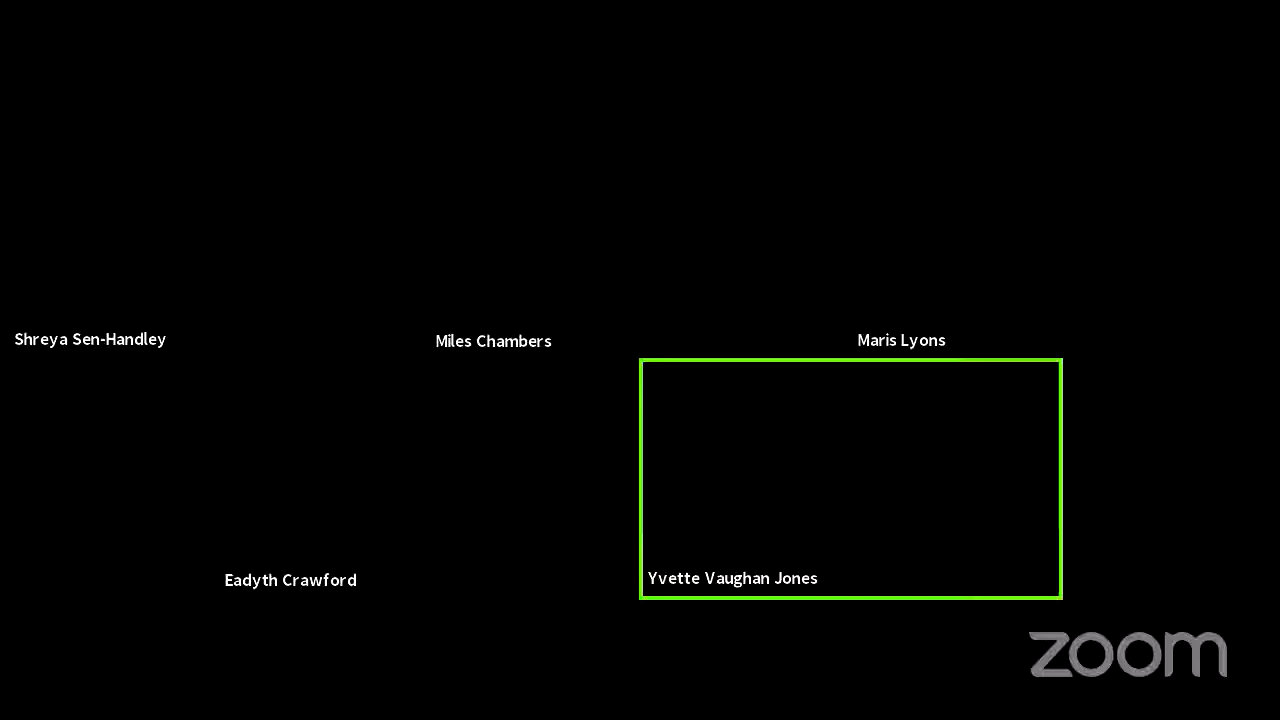 Shreya Sen-Handley
Miles Chambers
Maris Lyons
Eadyth Crawford
Yvette Vaughan Jones
zoom